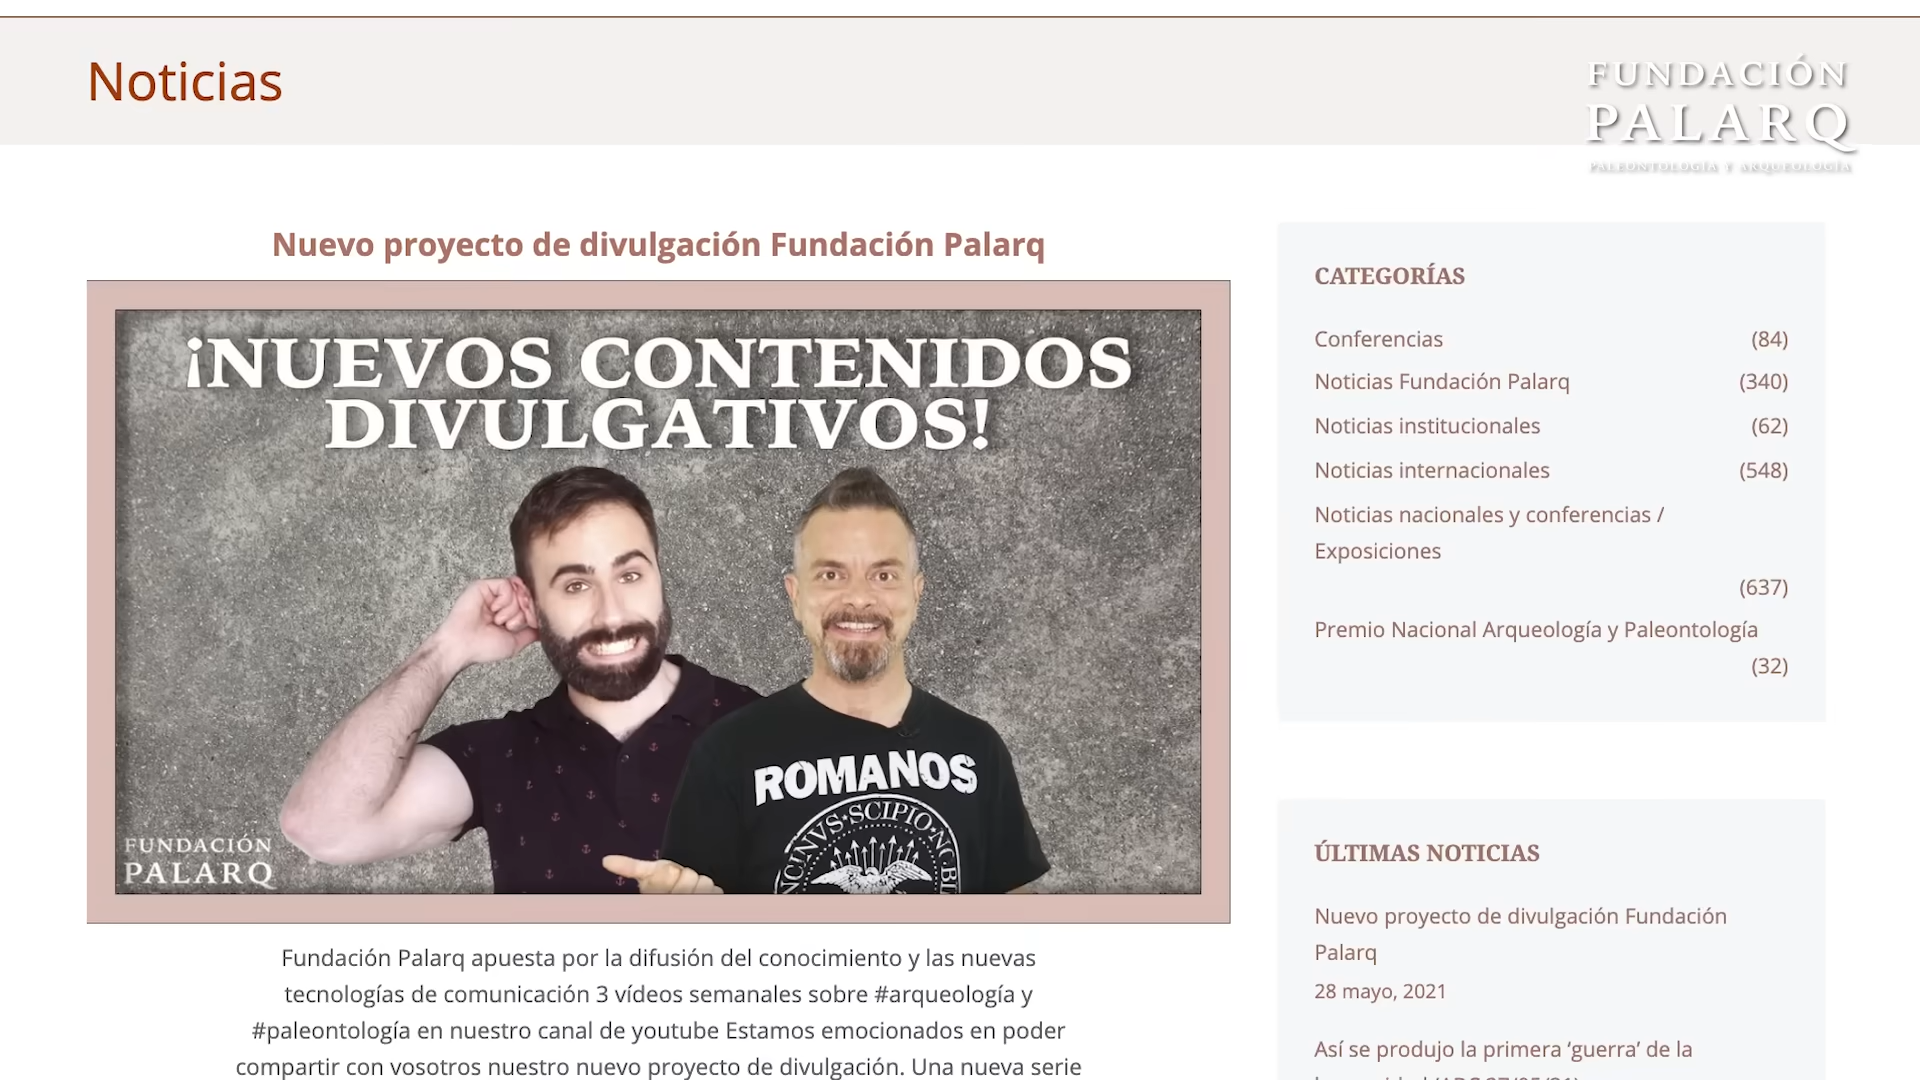 Noticias
FUNDACIÓN
PALARQ
PALEONTOLOGÍA Y ARQUEOLOGÍA
Nuevo proyecto de divulgación Fundación Palarq
¡NUEVOS CONTENIDOS
DIVULGATIVOS!
ROMANOS
SCIPIO
FUNDACIÓN
PALARQ
Fundación Palarq apuesta por la difusión del conocimiento y las nuevas
tecnologías de comunicación 3 vídeos semanales sobre #arqueología y
#paleontología en nuestro canal de youtube Estamos emocionados en poder
compartir con vosotros nuestro nuevo proyecto de divulgación. Una nueva serie
CATEGORÍAS
Conferencias (84)
Noticias Fundación Palarq (340)
Noticias institucionales (62)
Noticias internacionales (548)
Noticias nacionales y conferencias /
Exposiciones
(637)
Premio Nacional Arqueología y Paleontología
(32)
ÚLTIMAS NOTICIAS
Nuevo proyecto de divulgación Fundación
Palarq
28 mayo, 2021
Así se produjo la primera ‘guerra’ de la